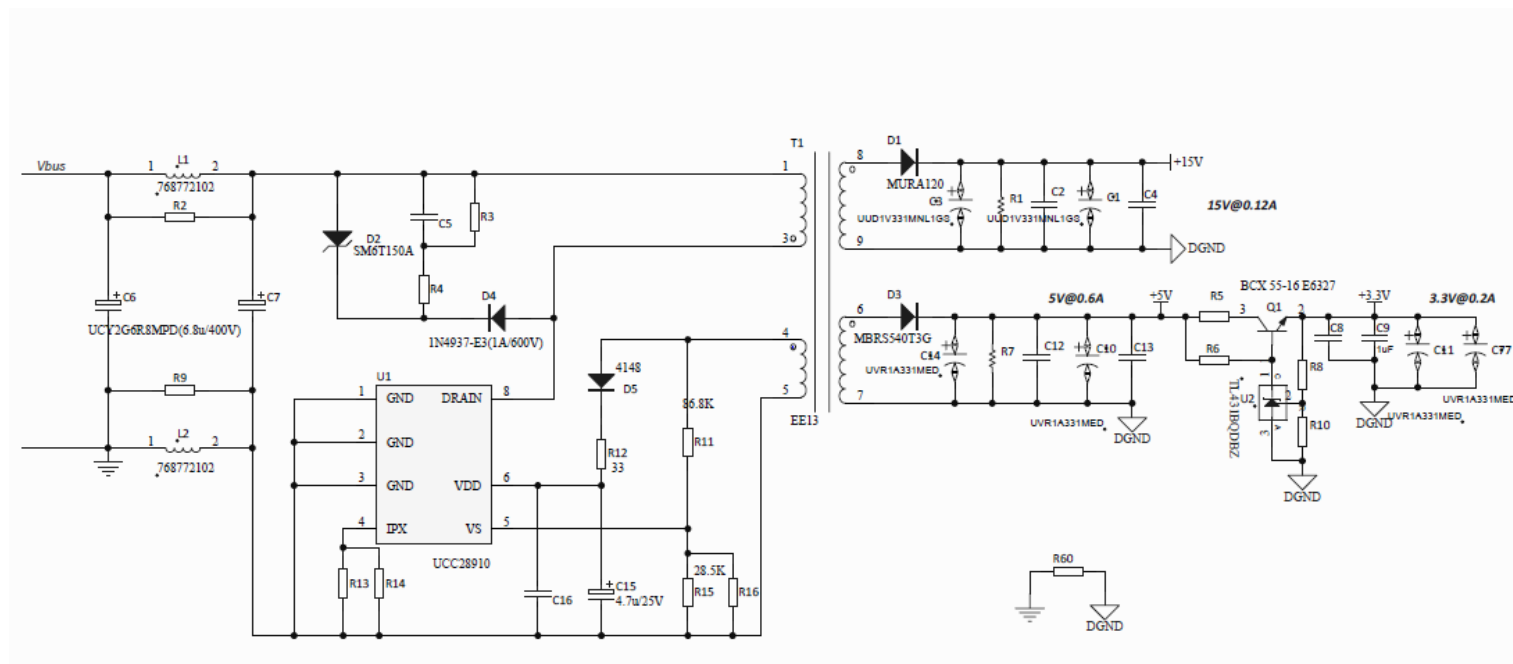 Vbus
1
L1
2
768772102
R2
C6
UCY2G6R8MPD(6.8u/400V)
C7
R9
1
L2
2
768772102
D2
SM6T150A
C5
R3
R4
D4
1N4937-E3(1A/600V)
U1
1
GND
DRAIN
8
2
GND
3
GND
VDD
6
4
IPX
VS
5
UCC28910
R13
R14
4148
D5
R12
33
86.8K
R11
C16
C15
4.7u/25V
28.5K
R15
R16
T1
1
3
4
5
EE13
8
9
6
7
D1
MURA120
UUD1V331MNL1GS
R1
C2
UUD1V331MNL1GS
C4
+15V
15V@0.12A
DGND
D3
MBRS540T3G
C14
UVR1A331MED
R7
C12
C10
UVR1A331MED
C13
5V@0.6A
+5V
DGND
R5
R6
BCX 55-16 E6327
3
Q1
2
1
C
U2
2
3
A
TL431BQDBZ
R8
R10
DGND
C8
C9
1uF
+3.3V
3.3V@0.2A
C11
UVR1A331MED
UVR1A331MED
DGND
R60
DGND